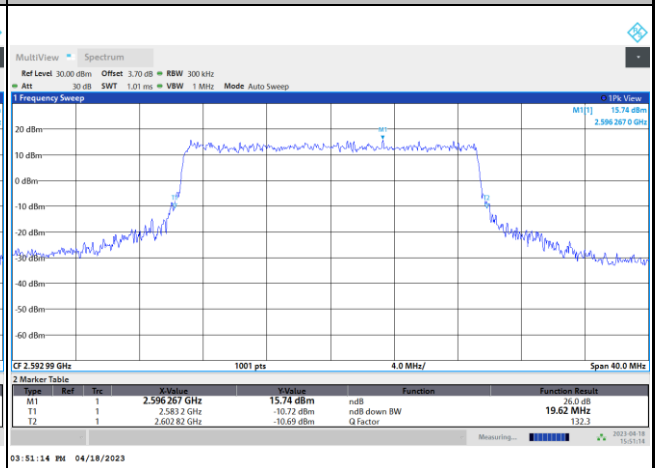 MultiView Spectrum
Ref Level 30.00 dBm Offset 3.70 dB RBW 300 kHz
Att 30 dB SWT 1.01 ms VBW 1 MHz Mode Auto Sweep
1 Frequency Sweep 1Pk View
M1[1] 15.74 dBm
2.596 267 0 GHz
20 dBm
M1
10 dBm
0 dBm
T1 T2
-10 dBm
-20 dBm
-30 dBm
-40 dBm
-50 dBm
-60 dBm
CF 2.592 99 GHz 1001 pts 4.0 MHz/ Span 40.0 MHz
2 Marker Table
Type Ref Trc X-Value Y-Value Function Function Result
M1 1 2.596 267 GHz 15.74 dBm ndB 26.0 dB
T1 1 2.583 2 GHz -10.72 dBm ndB down BW 19.62 MHz
T2 1 2.602 82 GHz -10.69 dBm Q Factor 132.3
Measuring... 2023-04-18
15:51:14
03:51:14 PM 04/18/2023